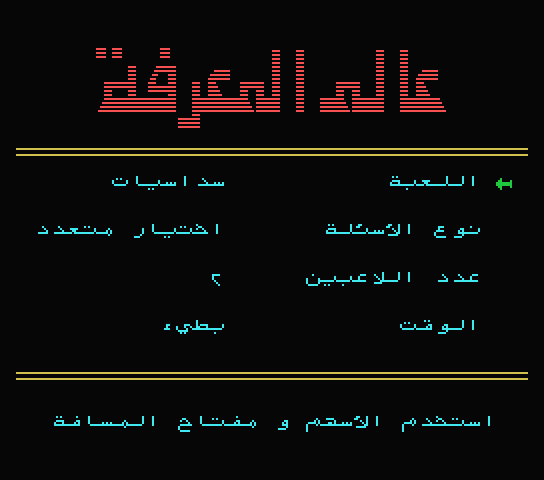 عالم المعرفة
اللعبة سداسيات
نوع الأسئلة اختيار متعدد
عدد اللاعبين ٢
الوقت بطيء
استخدم الأسهم و مفتاح المسافة